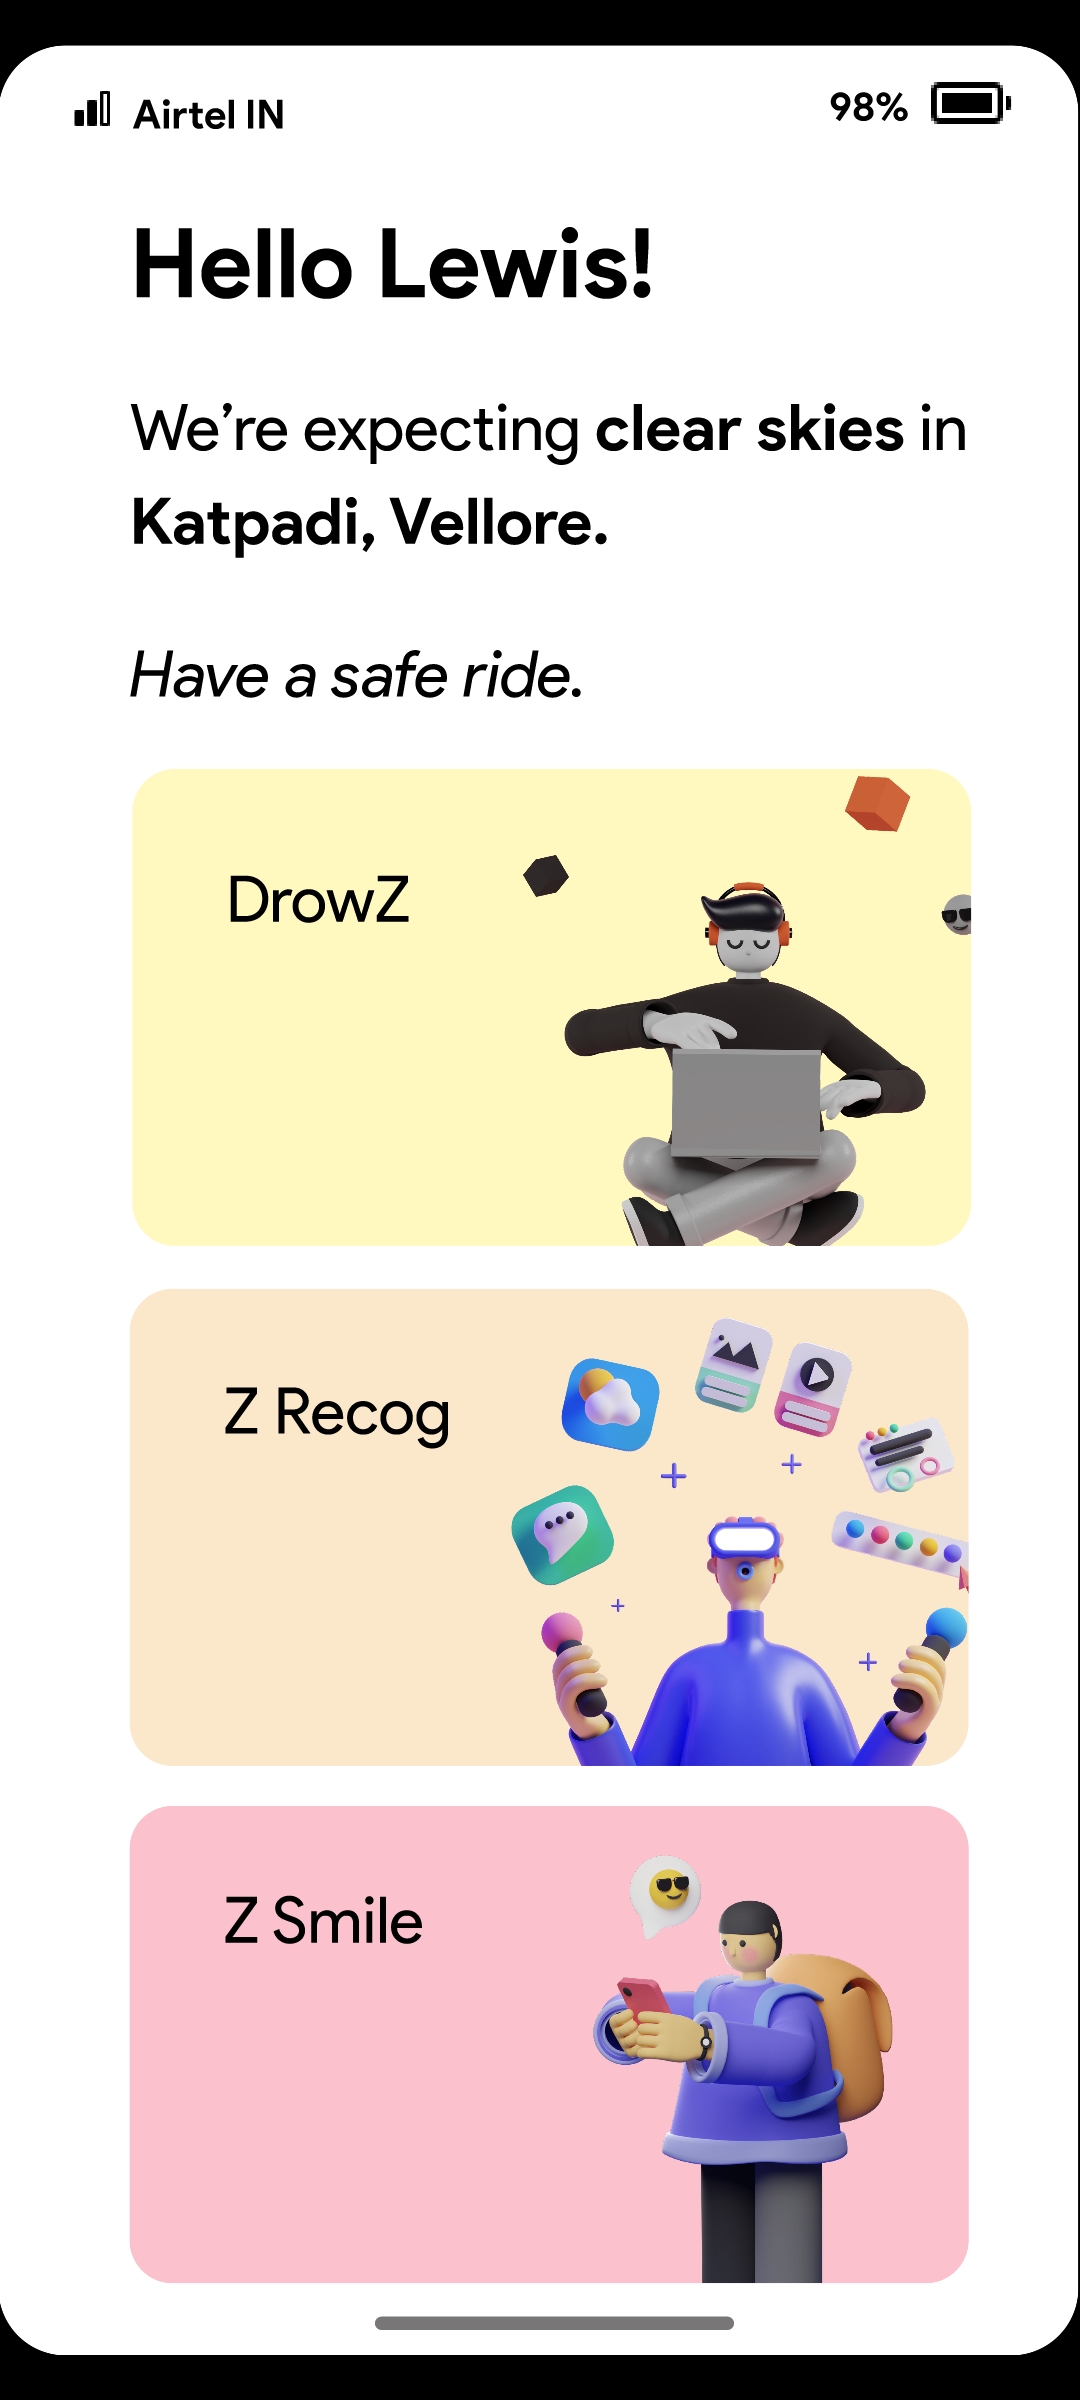 Airtel IN
98%
Hello Lewis!
We’re expecting clear skies in
Katpadi, Vellore.
Have a safe ride.
DrowZ
Z Recog
Z Smile